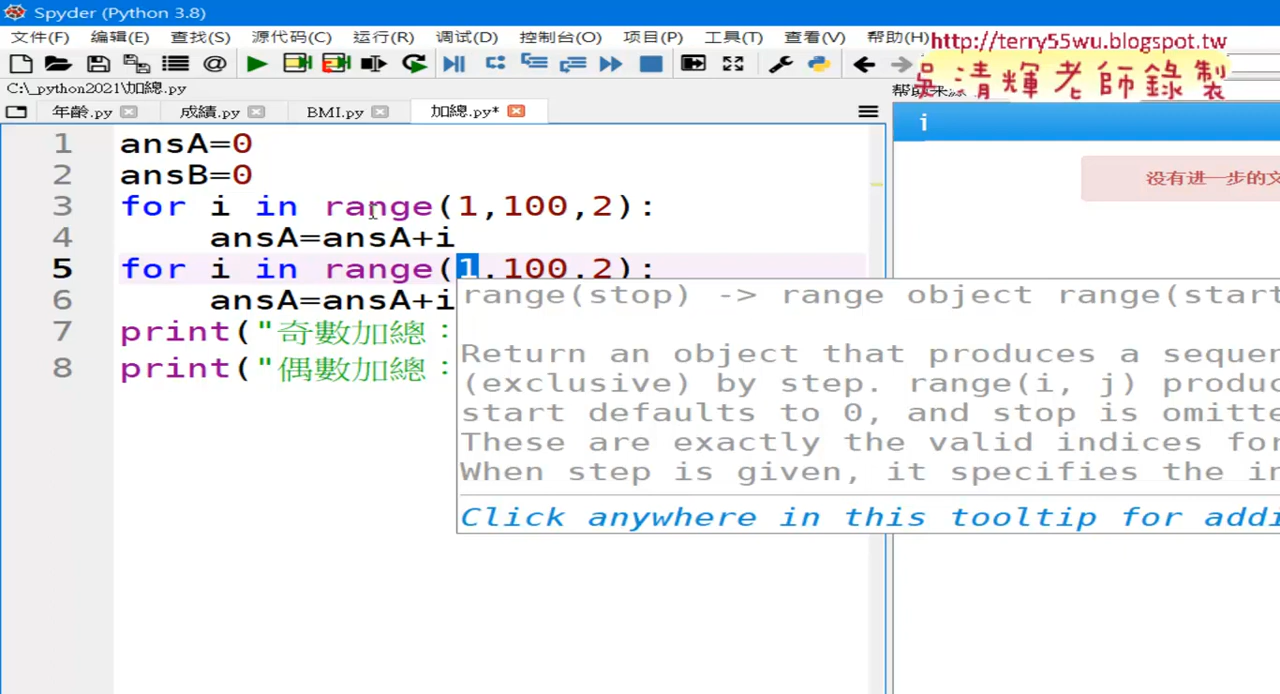 Spyder (Python 3.8)
文件(F) 编辑(E) 查找(S) 源代码(C) 运行(R) 调试(D) 控制台(O) 项目(P) 工具(T) 查看(V) 帮助(H)
http://terry55wu.blogspot.tw
吳清輝老師錄製
C:\_python2021\加總.py
年齡.py 成績.py BMI.py 加總.py*
i
没有进一步的文
1 ansA=0
2 ansB=0
3 for i in range(1,100,2):
4 ansA=ansA+i
5 for i in range(1,100,2):
6 ansA=ansA+i
7 print("奇數加總：
8 print("偶數加總：
range(stop) -> range object range(start
Return an object that produces a sequen
(exclusive) by step. range(i, j) produc
start defaults to 0, and stop is omitte
These are exactly the valid indices for
When step is given, it specifies the in
Click anywhere in this tooltip for addi